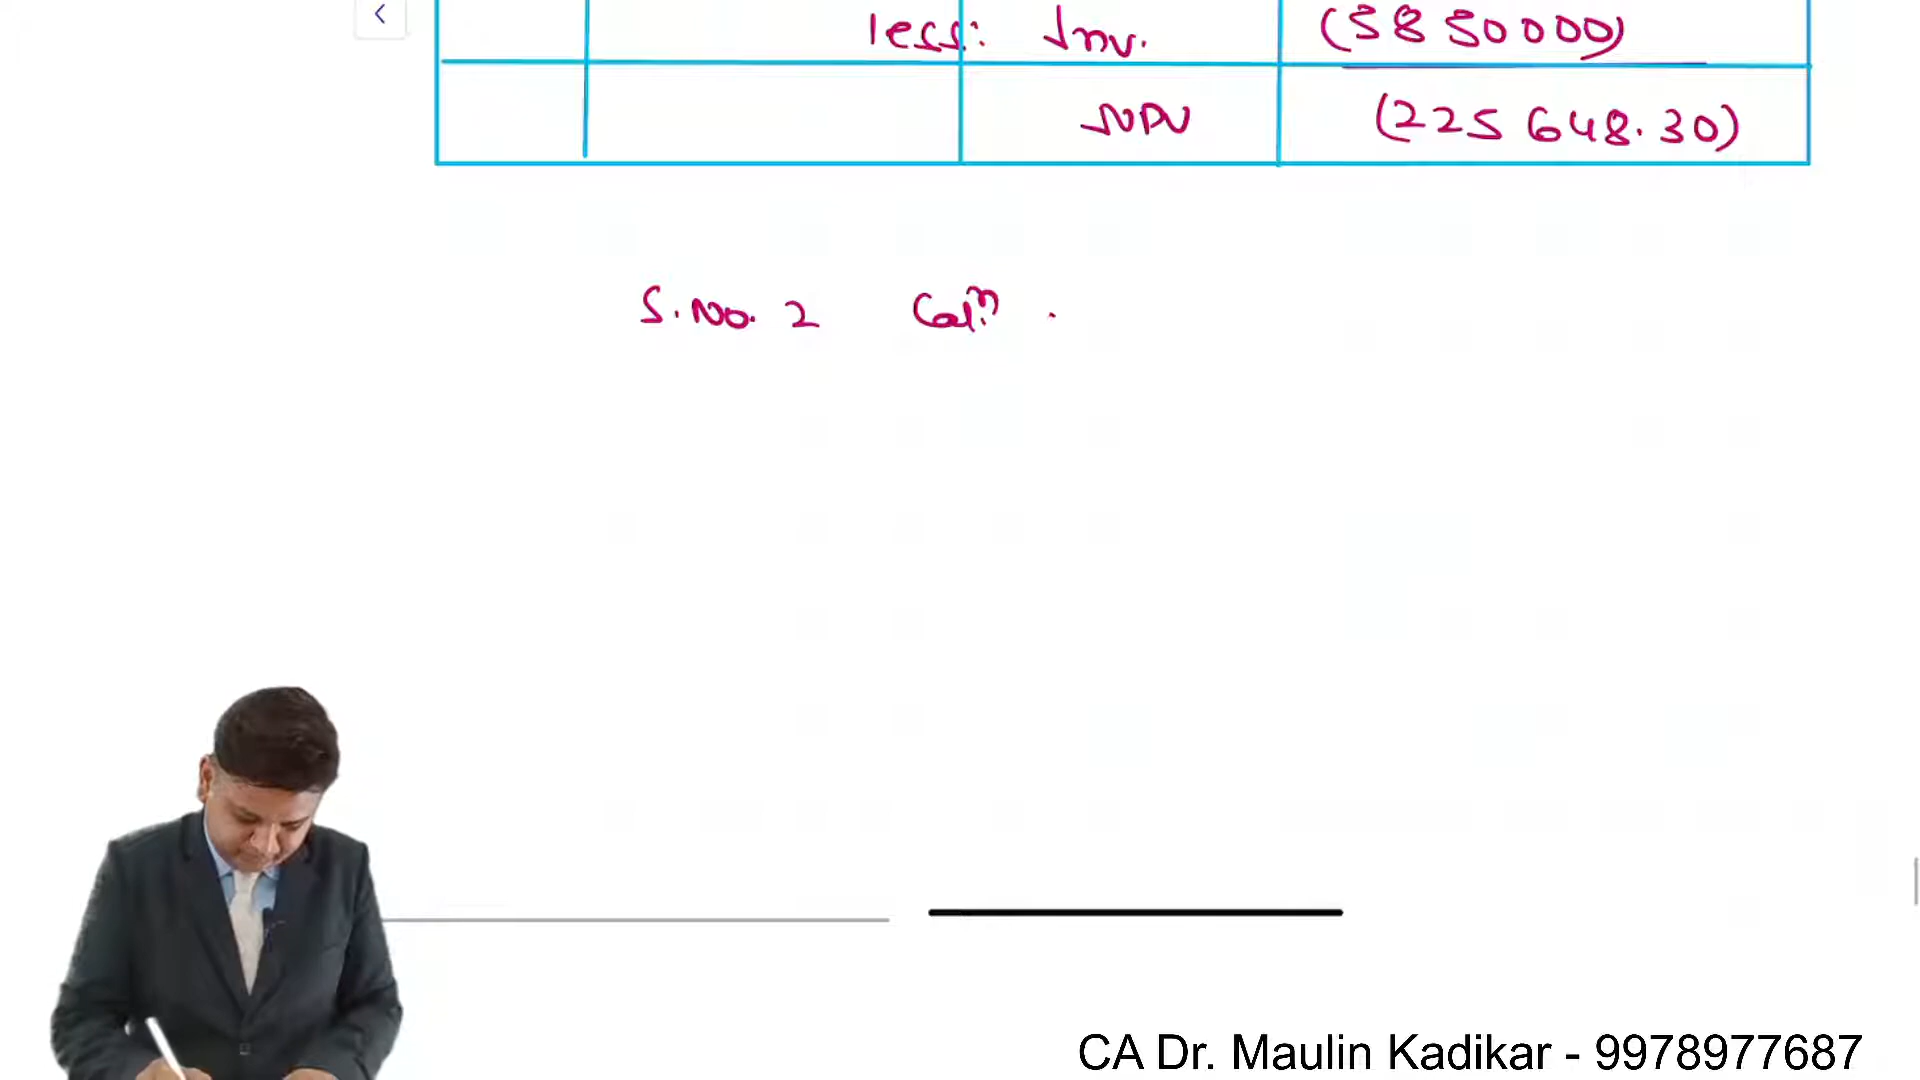 less: Inv. (3850000)
NPV (225648.30)
S.No. 2 Calⁿ.
CA Dr. Maulin Kadikar - 9978977687